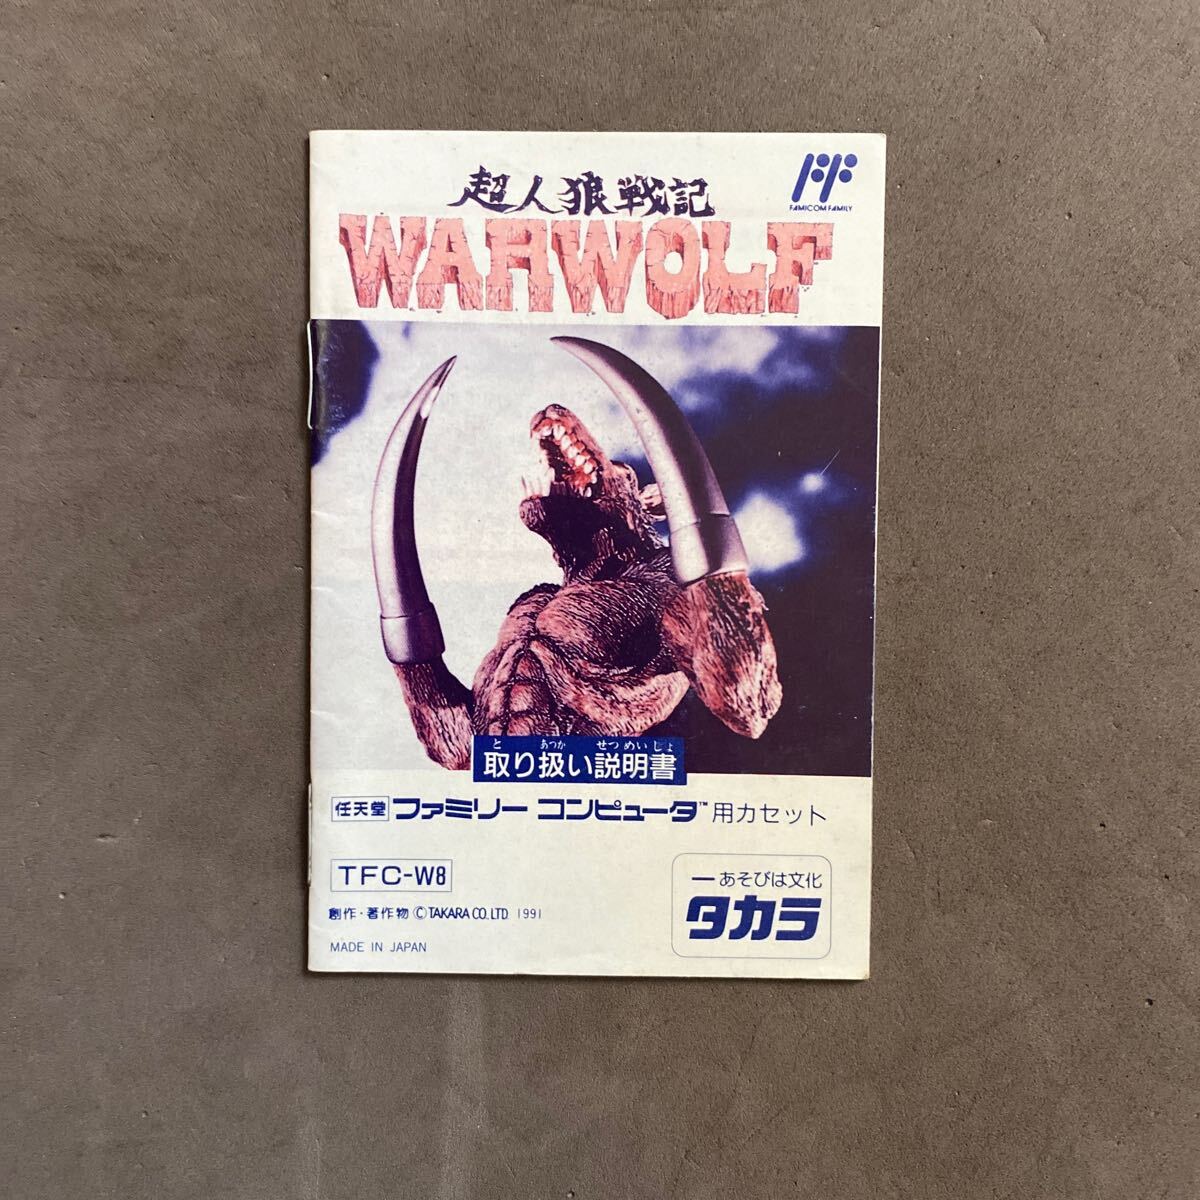 超人狼戦記
WARWOLF
FAMICOM FAMILY
と あつか せつめいしょ
取り扱い説明書
任天堂 ファミリー コンピュータ™ 用カセット
TFC-W8
創作・著作物 ©TAKARA CO.,LTD. 1991
MADE IN JAPAN
ーあそびは文化
タカラ